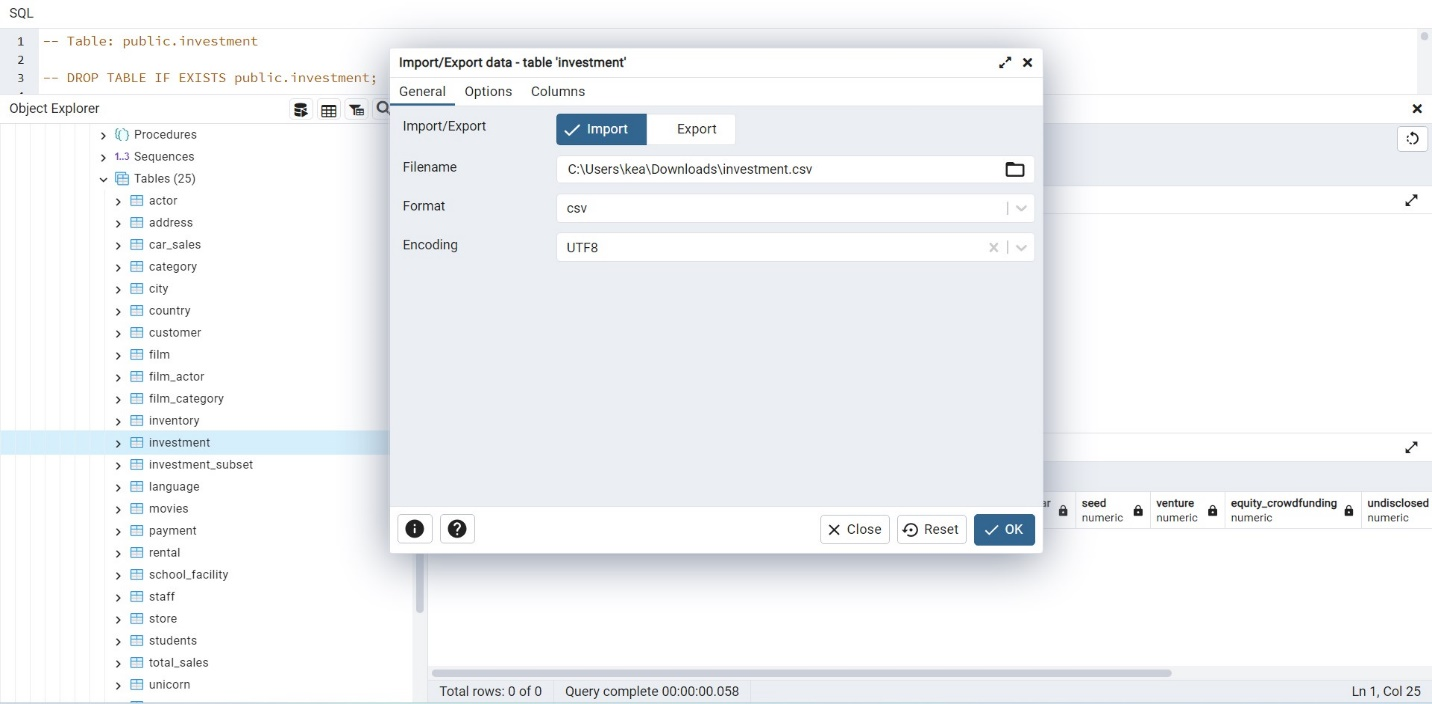 SQL
1 -- Table: public.investment
2
3 -- DROP TABLE IF EXISTS public.investment;
Object Explorer
Procedures
1..3 Sequences
Tables (25)
actor
address
car_sales
category
city
country
customer
film
film_actor
film_category
inventory
investment
investment_subset
language
movies
payment
rental
school_facility
staff
store
students
total_sales
unicorn
Import/Export data - table 'investment'
General Options Columns
Import/Export Import Export
Filename C:\Users\kea\Downloads\investment.csv
Format csv
Encoding UTF8
Close Reset OK
ar seed venture equity_crowdfunding undisclosed
numeric numeric numeric numeric
Total rows: 0 of 0 Query complete 00:00:00.058 Ln 1, Col 25